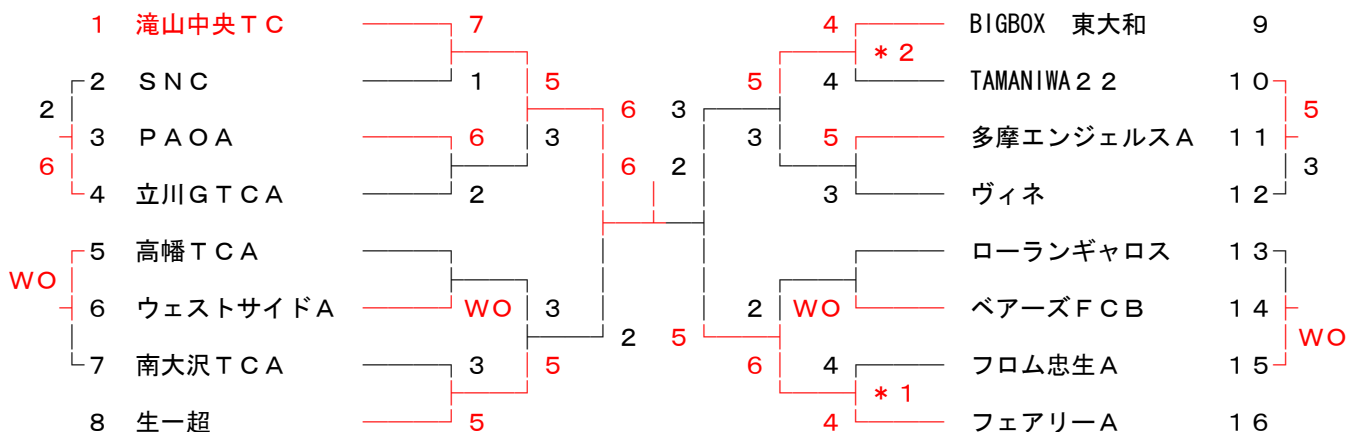 1 滝山中央ＴＣ 7 4 BIGBOX 東大和 9
＊2
2 ＳＮＣ 1 5 5 4 TAMANIWA２２ 10
2 6 3 5
3 ＰＡＯＡ 6 3 3 5 多摩エンジェルスＡ 11
6 6 2 3
4 立川ＧＴＣＡ 2 3 ヴィネ 12
5 高幡ＴＣＡ ローランギャロス 13
ＷＯ
6 ウェストサイドＡ ＷＯ 3 2 ＷＯ ベアーズＦＣＢ 14
2 5 ＷＯ
7 南大沢ＴＣＡ 3 5 6 4 フロム忠生Ａ 15
＊1
8 生一超 5 4 フェアリーＡ 16